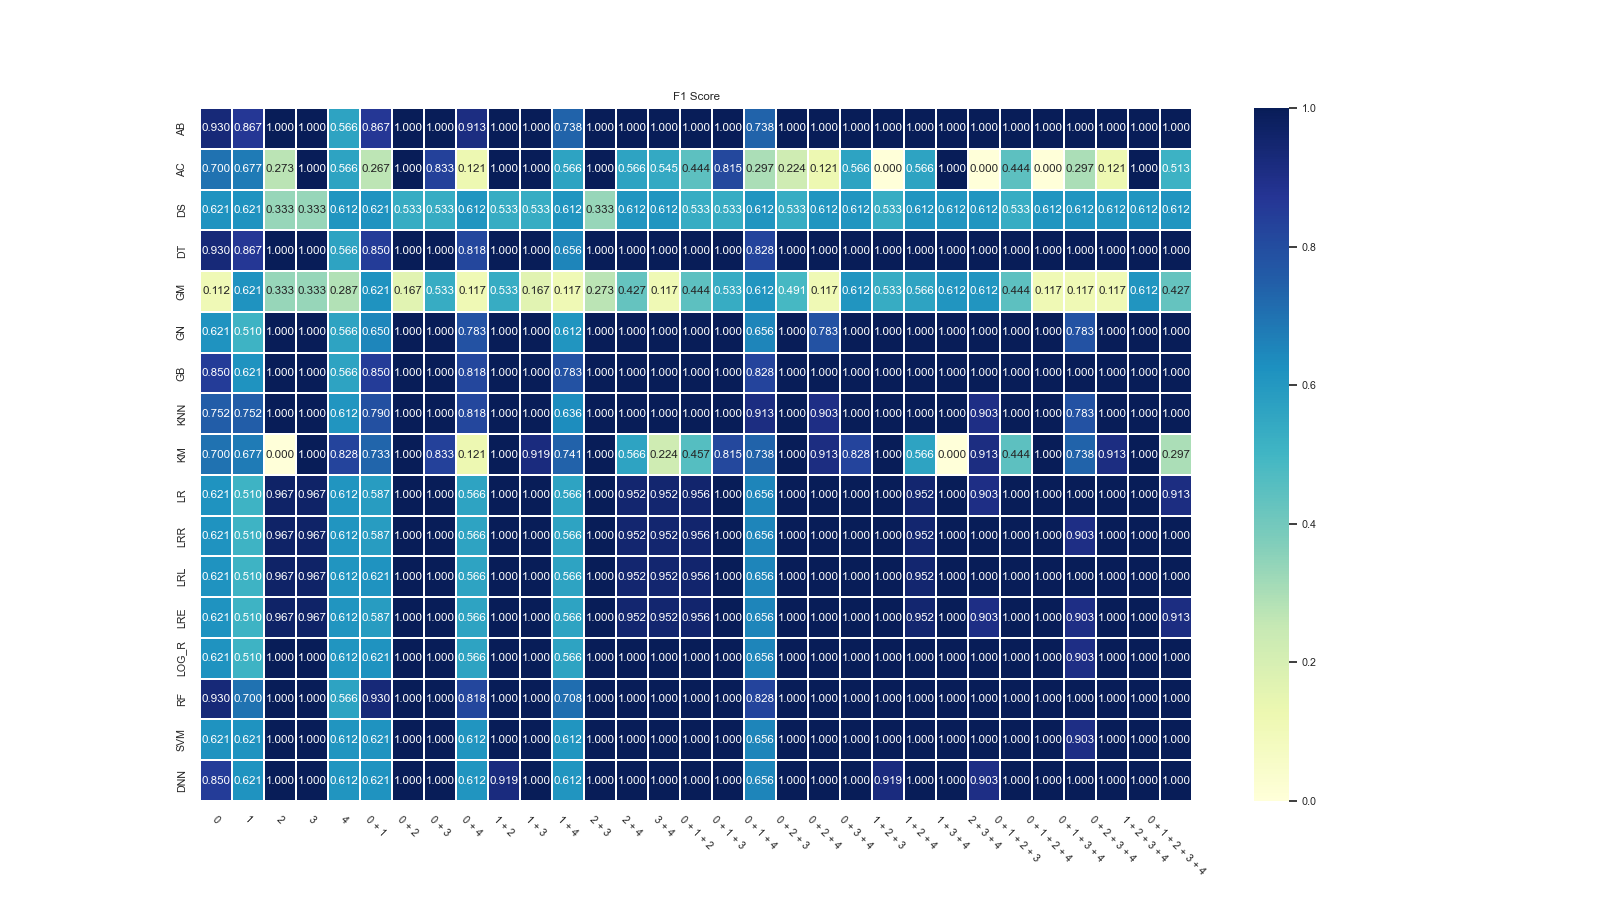 F1 Score
AB 0.930 0.867 1.000 1.000 0.566 0.867 1.000 1.000 0.913 1.000 1.000 0.738 1.000 1.000 1.000 1.000 1.000 0.738 1.000 1.000 1.000 1.000 1.000 1.000 1.000 1.000 1.000 1.000 1.000 1.000 1.000
AC 0.700 0.677 0.273 1.000 0.566 0.267 1.000 0.833 0.121 1.000 1.000 0.566 1.000 0.566 0.545 0.444 0.815 0.297 0.224 0.121 0.566 0.000 0.566 1.000 0.000 0.444 0.000 0.297 0.121 1.000 0.513
DS 0.621 0.621 0.333 0.333 0.612 0.621 0.533 0.533 0.612 0.533 0.533 0.612 0.333 0.612 0.612 0.533 0.533 0.612 0.533 0.612 0.612 0.533 0.612 0.612 0.612 0.533 0.612 0.612 0.612 0.612 0.612
DT 0.930 0.867 1.000 1.000 0.566 0.850 1.000 1.000 0.818 1.000 1.000 0.656 1.000 1.000 1.000 1.000 1.000 0.828 1.000 1.000 1.000 1.000 1.000 1.000 1.000 1.000 1.000 1.000 1.000 1.000 1.000
GM 0.112 0.621 0.333 0.333 0.287 0.621 0.167 0.533 0.117 0.533 0.167 0.117 0.273 0.427 0.117 0.444 0.533 0.612 0.491 0.117 0.612 0.533 0.566 0.612 0.612 0.444 0.117 0.117 0.117 0.612 0.427
GN 0.621 0.510 1.000 1.000 0.566 0.650 1.000 1.000 0.783 1.000 1.000 0.612 1.000 1.000 1.000 1.000 1.000 0.656 1.000 0.783 1.000 1.000 1.000 1.000 1.000 1.000 1.000 0.783 1.000 1.000 1.000
GB 0.850 0.621 1.000 1.000 0.566 0.850 1.000 1.000 0.818 1.000 1.000 0.783 1.000 1.000 1.000 1.000 1.000 0.828 1.000 1.000 1.000 1.000 1.000 1.000 1.000 1.000 1.000 1.000 1.000 1.000 1.000
KNN 0.752 0.752 1.000 1.000 0.612 0.790 1.000 1.000 0.818 1.000 1.000 0.636 1.000 1.000 1.000 1.000 1.000 0.913 1.000 0.903 1.000 1.000 1.000 1.000 0.903 1.000 1.000 0.783 1.000 1.000 1.000
KM 0.700 0.677 0.000 1.000 0.828 0.733 1.000 0.833 0.121 1.000 0.919 0.741 1.000 0.566 0.224 0.457 0.815 0.738 1.000 0.913 0.828 1.000 0.566 0.000 0.913 0.444 1.000 0.738 0.913 1.000 0.297
LR 0.621 0.510 0.967 0.967 0.612 0.587 1.000 1.000 0.566 1.000 1.000 0.566 1.000 0.952 0.952 0.956 1.000 0.656 1.000 1.000 1.000 1.000 0.952 1.000 0.903 1.000 1.000 1.000 1.000 1.000 0.913
LRR 0.621 0.510 0.967 0.967 0.612 0.587 1.000 1.000 0.566 1.000 1.000 0.566 1.000 0.952 0.952 0.956 1.000 0.656 1.000 1.000 1.000 1.000 0.952 1.000 1.000 1.000 1.000 0.903 1.000 1.000 1.000
LRL 0.621 0.510 0.967 0.967 0.612 0.621 1.000 1.000 0.566 1.000 1.000 0.566 1.000 0.952 0.952 0.956 1.000 0.656 1.000 1.000 1.000 1.000 0.952 1.000 1.000 1.000 1.000 1.000 1.000 1.000 1.000
LRE 0.621 0.510 0.967 0.967 0.612 0.587 1.000 1.000 0.566 1.000 1.000 0.566 1.000 0.952 0.952 0.956 1.000 0.656 1.000 1.000 1.000 1.000 0.952 1.000 0.903 1.000 1.000 0.903 1.000 1.000 0.913
LOG_R 0.621 0.510 1.000 1.000 0.612 0.621 1.000 1.000 0.566 1.000 1.000 0.566 1.000 1.000 1.000 1.000 1.000 0.656 1.000 1.000 1.000 1.000 1.000 1.000 1.000 1.000 1.000 0.903 1.000 1.000 1.000
RF 0.930 0.700 1.000 1.000 0.566 0.930 1.000 1.000 0.818 1.000 1.000 0.708 1.000 1.000 1.000 1.000 1.000 0.828 1.000 1.000 1.000 1.000 1.000 1.000 1.000 1.000 1.000 1.000 1.000 1.000 1.000
SVM 0.621 0.621 1.000 1.000 0.612 0.621 1.000 1.000 0.612 1.000 1.000 0.612 1.000 1.000 1.000 1.000 1.000 0.656 1.000 1.000 1.000 1.000 1.000 1.000 1.000 1.000 1.000 0.903 1.000 1.000 1.000
DNN 0.850 0.621 1.000 1.000 0.612 0.621 1.000 1.000 0.612 0.919 1.000 0.612 1.000 1.000 1.000 1.000 1.000 0.656 1.000 1.000 1.000 0.919 1.000 1.000 0.903 1.000 1.000 1.000 1.000 1.000 1.000
0
1
2
3
4
0 + 1
0 + 2
0 + 3
0 + 4
1 + 2
1 + 3
1 + 4
2 + 3
2 + 4
3 + 4
0 + 1 + 2
0 + 1 + 3
0 + 1 + 4
0 + 2 + 3
0 + 2 + 4
0 + 3 + 4
1 + 2 + 3
1 + 2 + 4
1 + 3 + 4
2 + 3 + 4
0 + 1 + 2 + 3
0 + 1 + 2 + 4
0 + 1 + 3 + 4
0 + 2 + 3 + 4
1 + 2 + 3 + 4
0 + 1 + 2 + 3 + 4
1.0
0.8
0.6
0.4
0.2
0.0